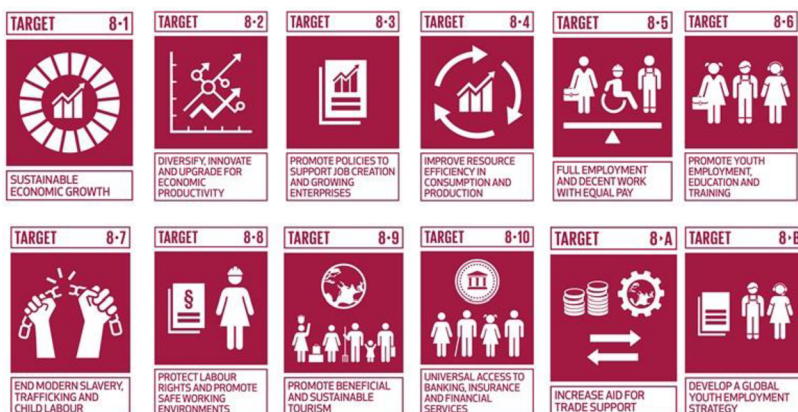 TARGET 8·1
TARGET 8·2
TARGET 8·3
TARGET 8·4
TARGET 8·5
TARGET 8·6
SUSTAINABLE
ECONOMIC GROWTH
DIVERSIFY, INNOVATE
AND UPGRADE FOR
ECONOMIC
PRODUCTIVITY
PROMOTE POLICIES TO
SUPPORT JOB CREATION
AND GROWING
ENTERPRISES
IMPROVE RESOURCE
EFFICIENCY IN
CONSUMPTION AND
PRODUCTION
FULL EMPLOYMENT
AND DECENT WORK
WITH EQUAL PAY
PROMOTE YOUTH
EMPLOYMENT,
EDUCATION AND
TRAINING
TARGET 8·7
TARGET 8·8
TARGET 8·9
TARGET 8·10
TARGET 8·A
TARGET 8·B
§
END MODERN SLAVERY,
TRAFFICKING AND
CHILD LABOUR
PROTECT LABOUR
RIGHTS AND PROMOTE
SAFE WORKING
ENVIRONMENTS
PROMOTE BENEFICIAL
AND SUSTAINABLE
TOURISM
UNIVERSAL ACCESS TO
BANKING, INSURANCE
AND FINANCIAL
SERVICES
INCREASE AID FOR
TRADE SUPPORT
DEVELOP A GLOBAL
YOUTH EMPLOYMENT
STRATEGY